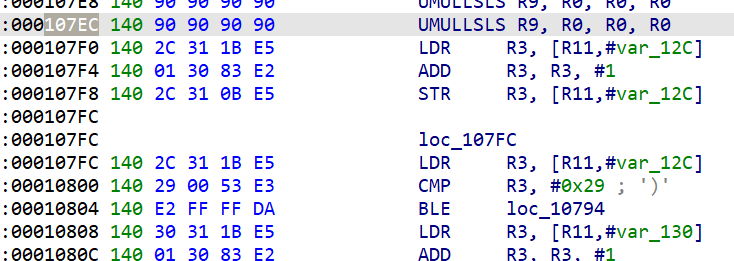 :000107E8 140 90 90 90 90 UMULLSLS R9, R0, R0, R0
:000107EC 140 90 90 90 90 UMULLSLS R9, R0, R0, R0
:000107F0 140 2C 31 1B E5 LDR R3, [R11,#var_12C]
:000107F4 140 01 30 83 E2 ADD R3, R3, #1
:000107F8 140 2C 31 0B E5 STR R3, [R11,#var_12C]
:000107FC
:000107FC loc_107FC
:000107FC 140 2C 31 1B E5 LDR R3, [R11,#var_12C]
:00010800 140 29 00 53 E3 CMP R3, #0x29 ; ')'
:00010804 140 E2 FF FF DA BLE loc_10794
:00010808 140 30 31 1B E5 LDR R3, [R11,#var_130]
:0001080C 140 01 30 83 E2 ADD R3, R3, #1